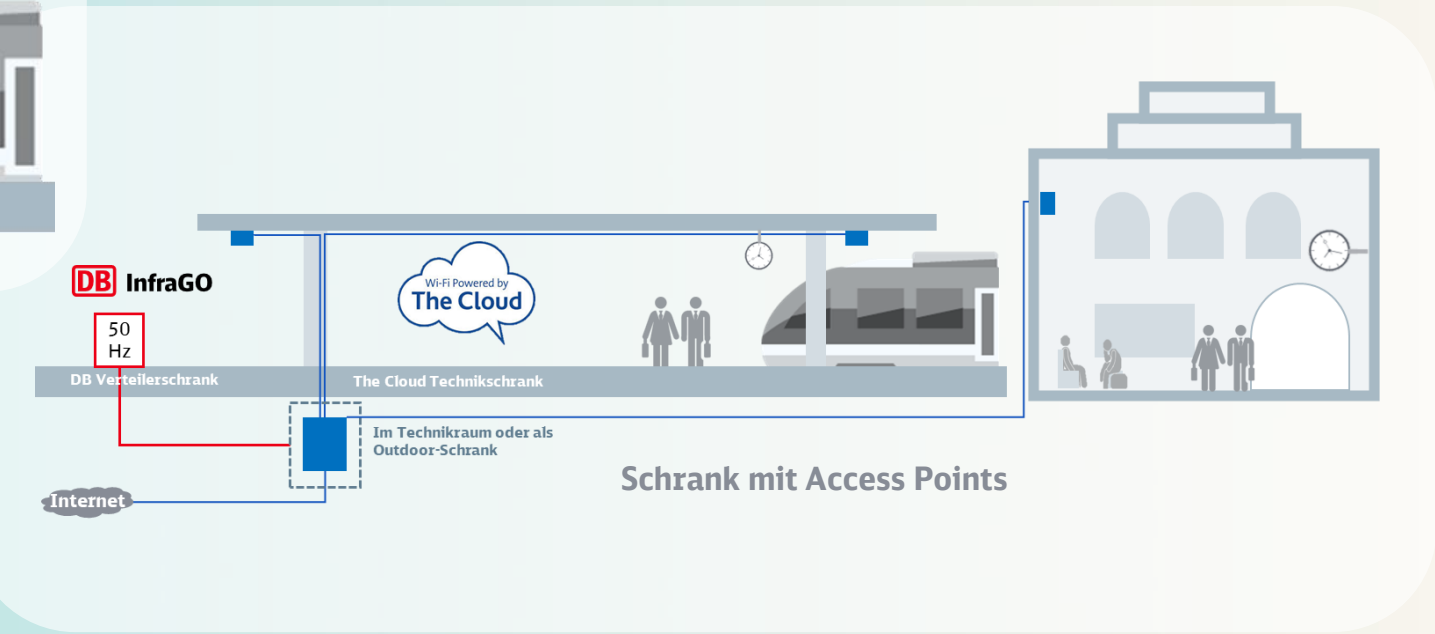 DB InfraGO
50
Hz
Wi-Fi Powered by
The Cloud
DB Verteilerschrank
The Cloud Technikschrank
Im Technikraum oder als
Outdoor-Schrank
Schrank mit Access Points
Internet